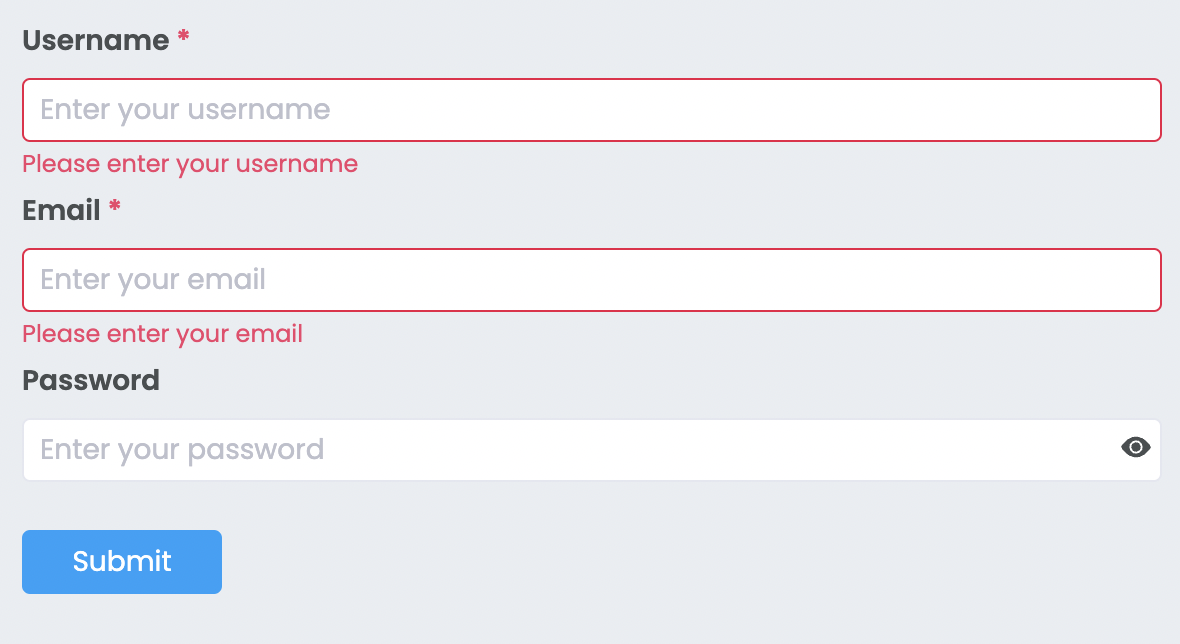 Username *
Enter your username
Please enter your username
Email *
Enter your email
Please enter your email
Password
Enter your password
Submit